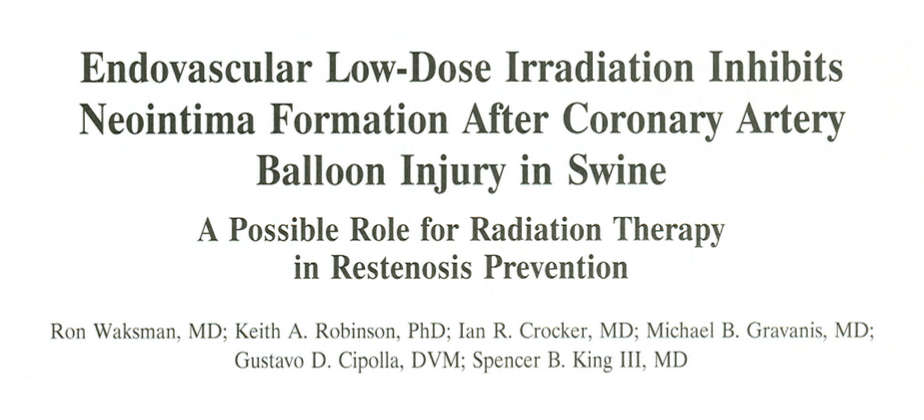 Endovascular Low-Dose Irradiation Inhibits
Neointima Formation After Coronary Artery
Balloon Injury in Swine
A Possible Role for Radiation Therapy
in Restenosis Prevention
Ron Waksman, MD; Keith A. Robinson, PhD; Ian R. Crocker, MD; Michael B. Gravanis, MD;
Gustavo D. Cipolla, DVM; Spencer B. King III, MD